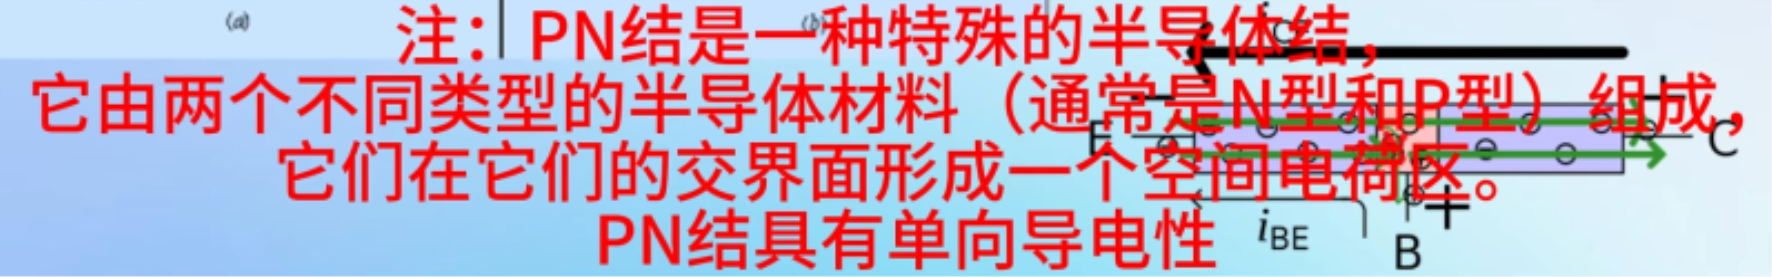 (a)
(b)
注：PN结是一种特殊的半导体结，
它由两个不同类型的半导体材料（通常是N型和P型）组成，
它们在它们的交界面形成一个空间电荷区。
PN结具有单向导电性
E
C
iBE
B